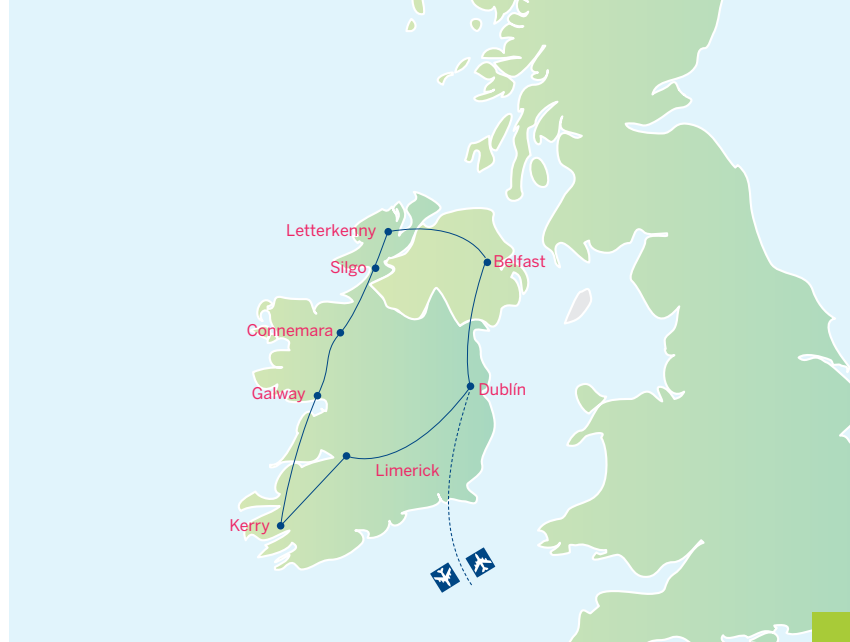 Letterkenny
Silgo
Belfast
Connemara
Galway
Dublín
Limerick
Kerry